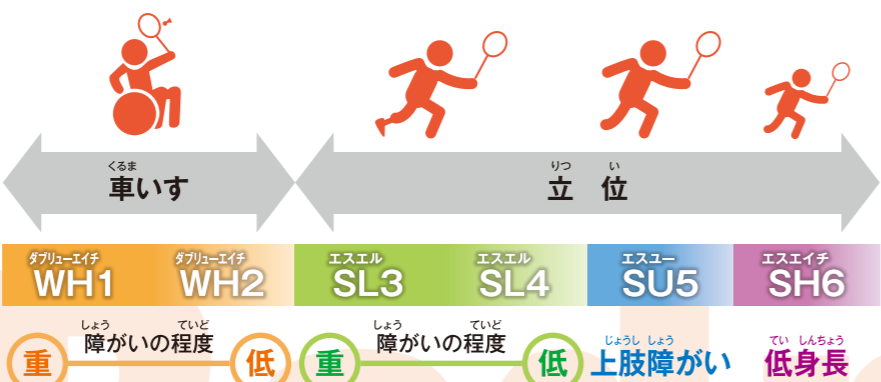 くるま
車いす
りつ い
立 位
ダブリューエイチ ダブリューエイチ エスエル エスエル エスユー エスエイチ
WH1 WH2 SL3 SL4 SU5 SH6
しょう ていど しょう ていど じょうし しょう てい しんちょう
重 障がいの程度 低 重 障がいの程度 低 上肢障がい 低身長